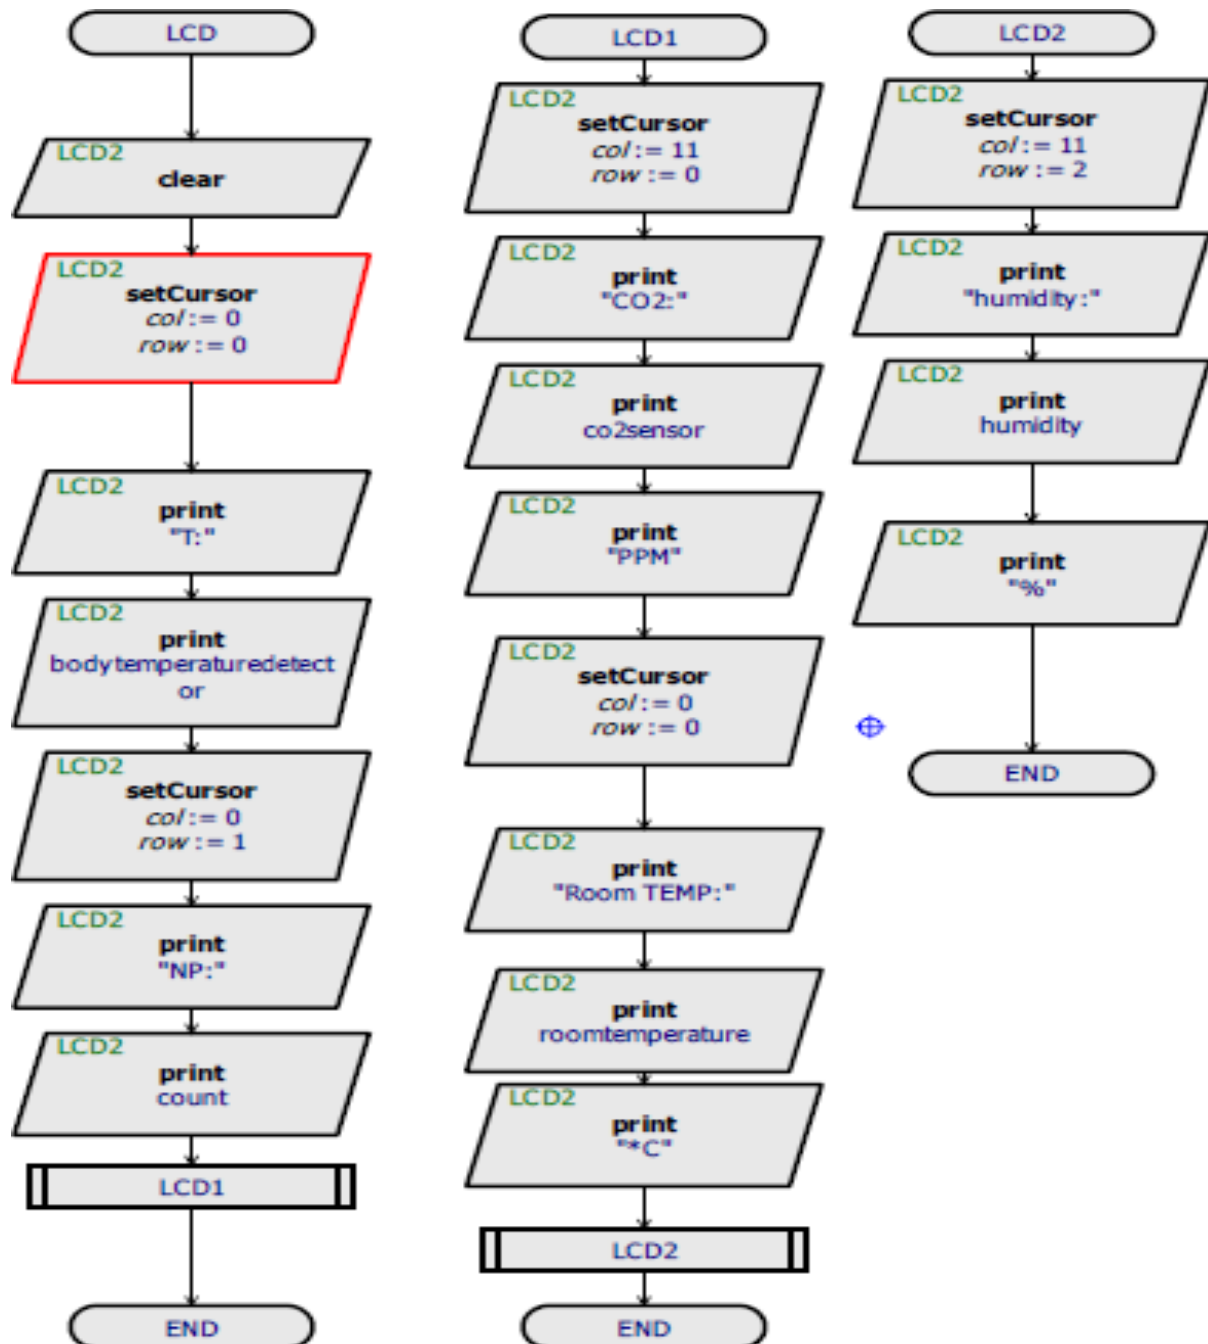 LCD
LCD2
clear
LCD2
setCursor
col := 0
row := 0
LCD2
print
"T:"
LCD2
print
bodytemperaturedetect
or
LCD2
setCursor
col := 0
row := 1
LCD2
print
"NP:"
LCD2
print
count
LCD1
END
LCD1
LCD2
setCursor
col := 11
row := 0
LCD2
print
"CO2:"
LCD2
print
co2sensor
LCD2
print
"PPM"
LCD2
setCursor
col := 0
row := 0
LCD2
print
"Room TEMP:"
LCD2
print
roomtemperature
LCD2
print
"*C"
LCD2
END
LCD2
LCD2
setCursor
col := 11
row := 2
LCD2
print
"humidity:"
LCD2
print
humidity
LCD2
print
"%"
END